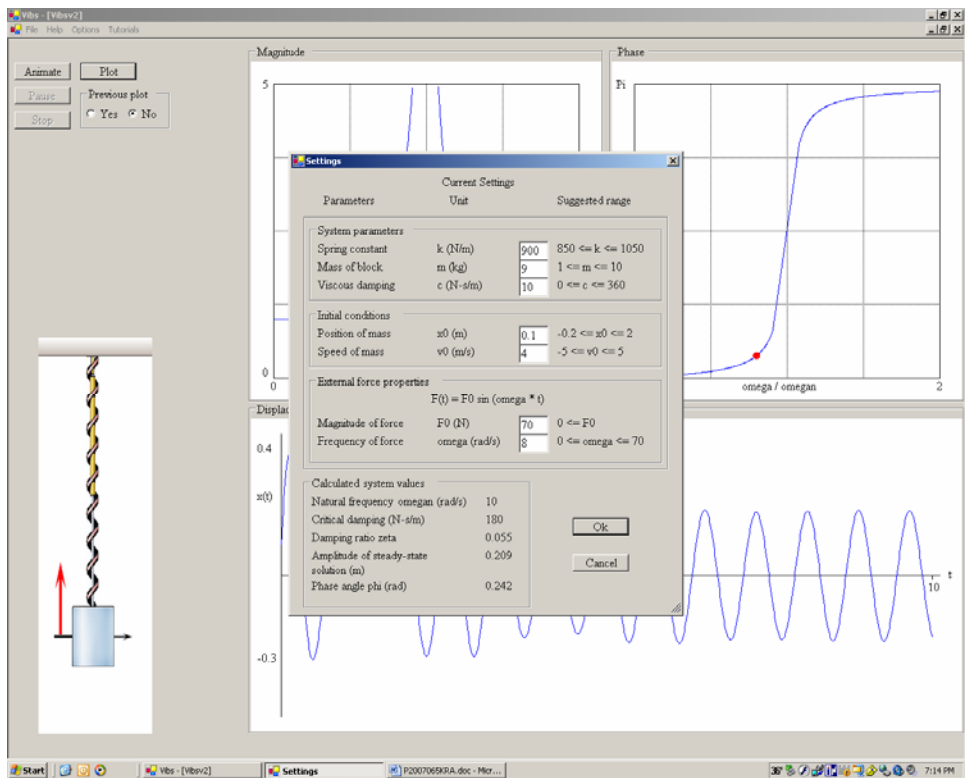 Vibs - [Vibsv2]
File Help Options Tutorials
Animate Plot
Pause Previous plot
Stop Yes No
Magnitude
5
0
0
Phase
Pi
omega / omegan
2
Settings
Current Settings
Parameters Unit Suggested range
System parameters
Spring constant k (N/m) 900 850 <= k <= 1050
Mass of block m (kg) 9 1 <= m <= 10
Viscous damping c (N-s/m) 10 0 <= c <= 360
Initial conditions
Position of mass x0 (m) 0.1 -0.2 <= x0 <= 2
Speed of mass v0 (m/s) 4 -5 <= v0 <= 5
External force properties
F(t) = F0 sin (omega * t)
Magnitude of force F0 (N) 70 0 <= F0
Frequency of force omega (rad/s) 8 0 <= omega <= 70
Calculated system values
Natural frequency omegan (rad/s) 10
Critical damping (N-s/m) 180
Damping ratio zeta 0.055
Amplitude of steady-state 0.209
solution (m)
Phase angle phi (rad) 0.242
Ok
Cancel
Displac
0.4
x(t)
-0.3
t
10
Start Vibs - [Vibsv2] Settings P2007065KRA.doc - Micr... 7:14 PM